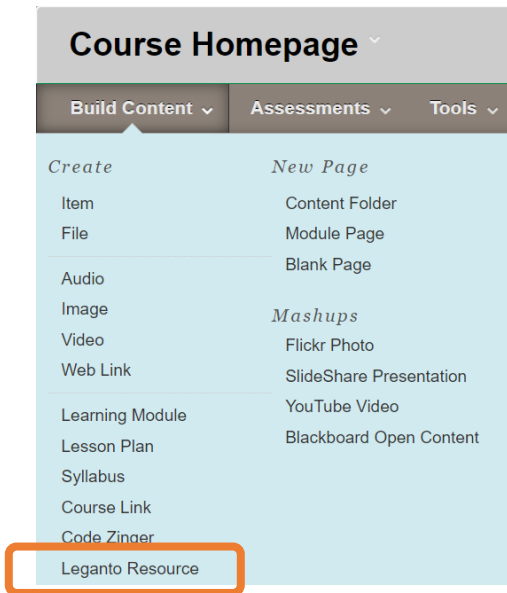 Course Homepage
Build Content
Assessments
Tools
Create
Item
File
Audio
Image
Video
Web Link
Learning Module
Lesson Plan
Syllabus
Course Link
Code Zinger
Leganto Resource
New Page
Content Folder
Module Page
Blank Page
Mashups
Flickr Photo
SlideShare Presentation
YouTube Video
Blackboard Open Content